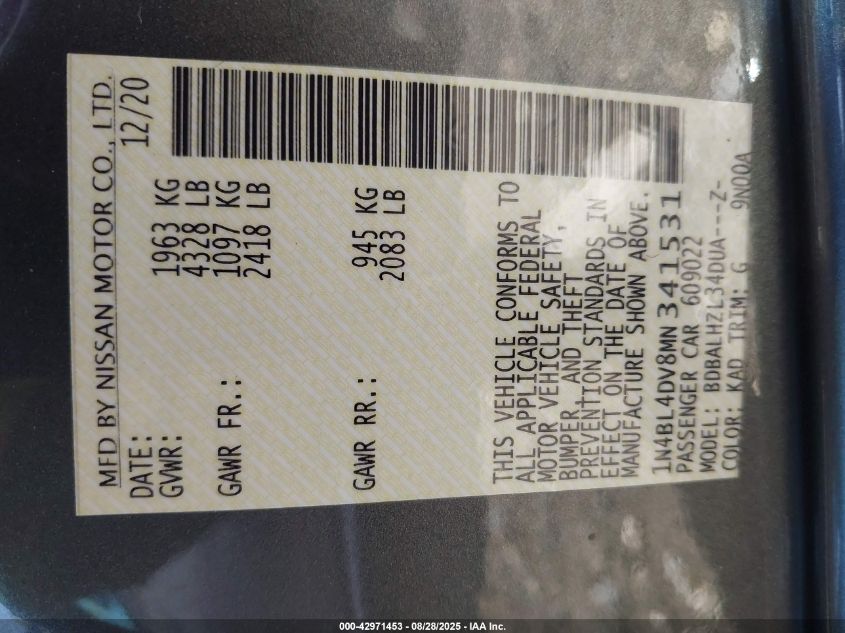 MFD BY NISSAN MOTOR CO., LTD.
DATE: 12/20
GVWR: 1963 KG
4328 LB
GAWR FR.: 1097 KG
2418 LB
GAWR RR.: 945 KG
2083 LB
THIS VEHICLE CONFORMS TO
ALL APPLICABLE FEDERAL
MOTOR VEHICLE SAFETY,
BUMPER, AND THEFT
PREVENTION STANDARDS IN
EFFECT ON THE DATE OF
MANUFACTURE SHOWN ABOVE.
1N4BL4DV8MN341531
PASSENGER CAR 609022
MODEL: BDBALHZL34DUA---Z-
COLOR: KAD TRIM: G 9N00A
000-42971453 - 08/28/2025 - IAA Inc.